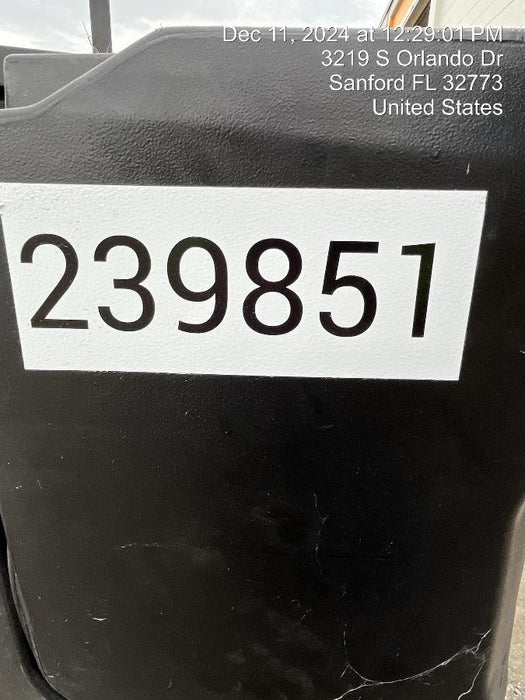 Dec 11, 2024 at 12:29:01 PM
3219 S Orlando Dr
Sanford FL 32773
United States
239851